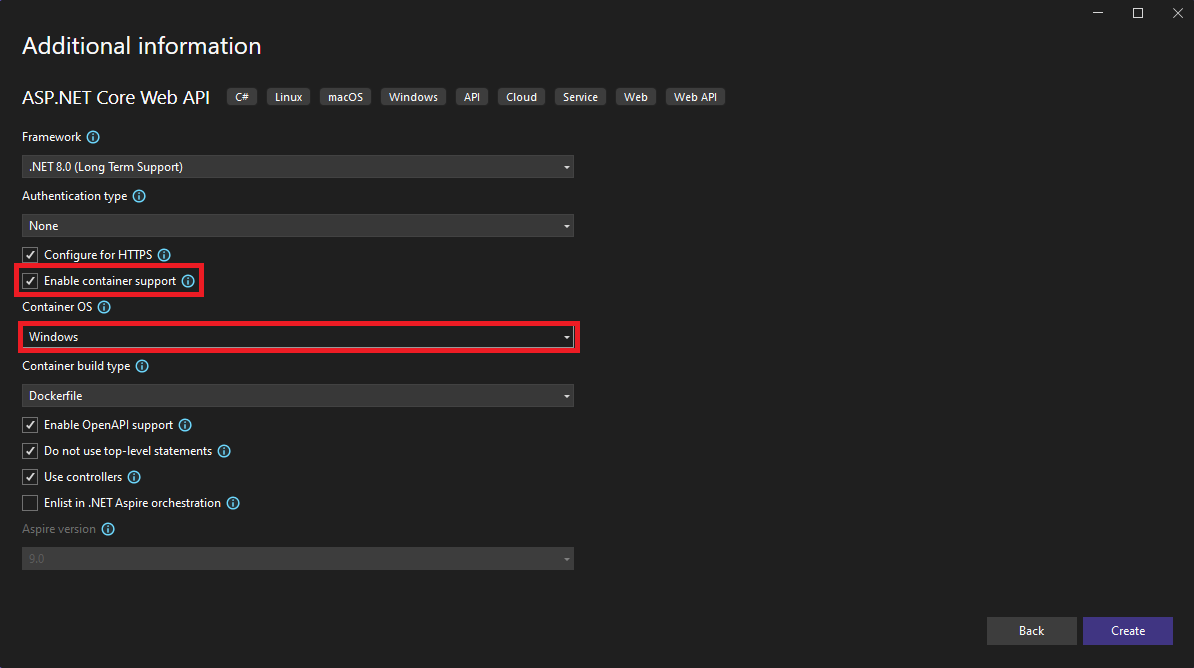 Additional information
ASP.NET Core Web API C# Linux macOS Windows API Cloud Service Web Web API
Framework
.NET 8.0 (Long Term Support)
Authentication type
None
Configure for HTTPS
Enable container support
Container OS
Windows
Container build type
Dockerfile
Enable OpenAPI support
Do not use top-level statements
Use controllers
Enlist in .NET Aspire orchestration
Aspire version
9.0
Back Create